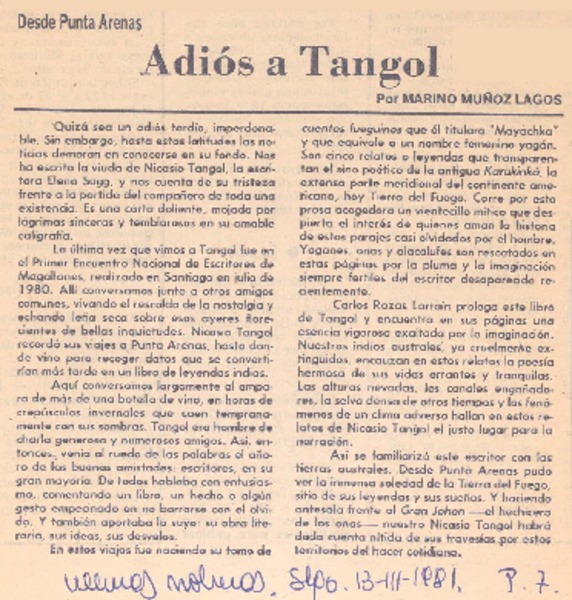 Desde Punta Arenas
Adiós a Tangol
Por MARINO MUÑOZ LAGOS
Quizá sea un adiós tardío, imperdona-
ble. Sin embargo, hasta estas latitudes las no-
ticias demoran en conocerse en su fondo. Nos
ha escrito la viuda de Nicasio Tangol, la escri-
tora Elena Sagg, y nos cuenta de su tristeza
frente a la partida del compañero de toda una
existencia. Es una carta doliente, mojada por
lágrimas sinceras y temblorosas en su amable
caligrafía.
La última vez que vimos a Tangol fue en
el Primer Encuentro Nacional de Escritores de
Magallanes, realizado en Santiago en julio de
1980. Allí conversamos junto a otros amigos
comunes, vivando el rescoldo de la nostalgia y
echando leña seca sobre esos ayeres flore-
cientes de bellas inquietudes. Nicasio Tangol
recordó sus viajes a Punta Arenas, hasta don-
de vino para recoger datos que se converti-
rían más tarde en un libro de leyendas indias.
Aquí conversamos largamente al ampa-
ro de más de una botella de vino, en horas de
crepúsculos invernales que caen temprana-
mente con sus sombras. Tangol era hombre de
charla generosa y numerosos amigos. Así, en-
tonces, venía al ruedo de las palabras el año-
ro de las buenas amistades: escritores, en su
gran mayoría. De todos hablaba con entusias-
mo, comentando un libro, un hecho o algún
gesto empeñado en no borrarse con el olvi-
do. Y también aportaba lo suyo: su obra lite-
raria, sus ideas, sus desvelos.
En estos viajes fue naciendo su tomo de
cuentos fueguinos que él titulara "Mayachka"
y que equivale a un nombre femenino yagán.
Son cinco relatos o leyendas que transparen-
tan el sino poético de la antigua Karukinká, la
extensa parte meridional del continente ame-
ricano, hoy Tierra del Fuego. Corre por esta
prosa acogedora un vientecillo mítico que des-
pierta el interés de quienes aman la historia
de estos parajes casi olvidados por el hombre.
Yaganes, onas y alacalufes son rescatados en
estas páginas por la pluma y la imaginación
siempre fértiles del escritor desaparecido re-
cientemente.
Carlos Rozas Larraín prologa este libro
de Tangol y encuentra en sus páginas una
esencia vigorosa exaltada por la imaginación.
Nuestros indios australes, ya cruelmente ex-
tinguidos, encauzan en estos relatos la poesía
hermosa de sus vidas errantes y tranquilas.
Las alturas nevadas, los canales engañado-
res, la selva densa de otros tiempos y los fenó-
menos de un clima adverso hallan en estos re-
latos de Nicasio Tangol el justo lugar para la
narración.
Así se familiarizó este escritor con las
tierras australes. Desde Punta Arenas pudo
ver la inmensa soledad de la Tierra del Fuego,
sitio de sus leyendas y sus sueños. Y haciendo
antesala frente al Gran Johon —el hechicero
de los onas— nuestro Nicasio Tangol habrá
dado cuenta nítida de sus travesías por estos
territorios del hacer cotidiano.
Stgo. 13-III-1981. P. 7.